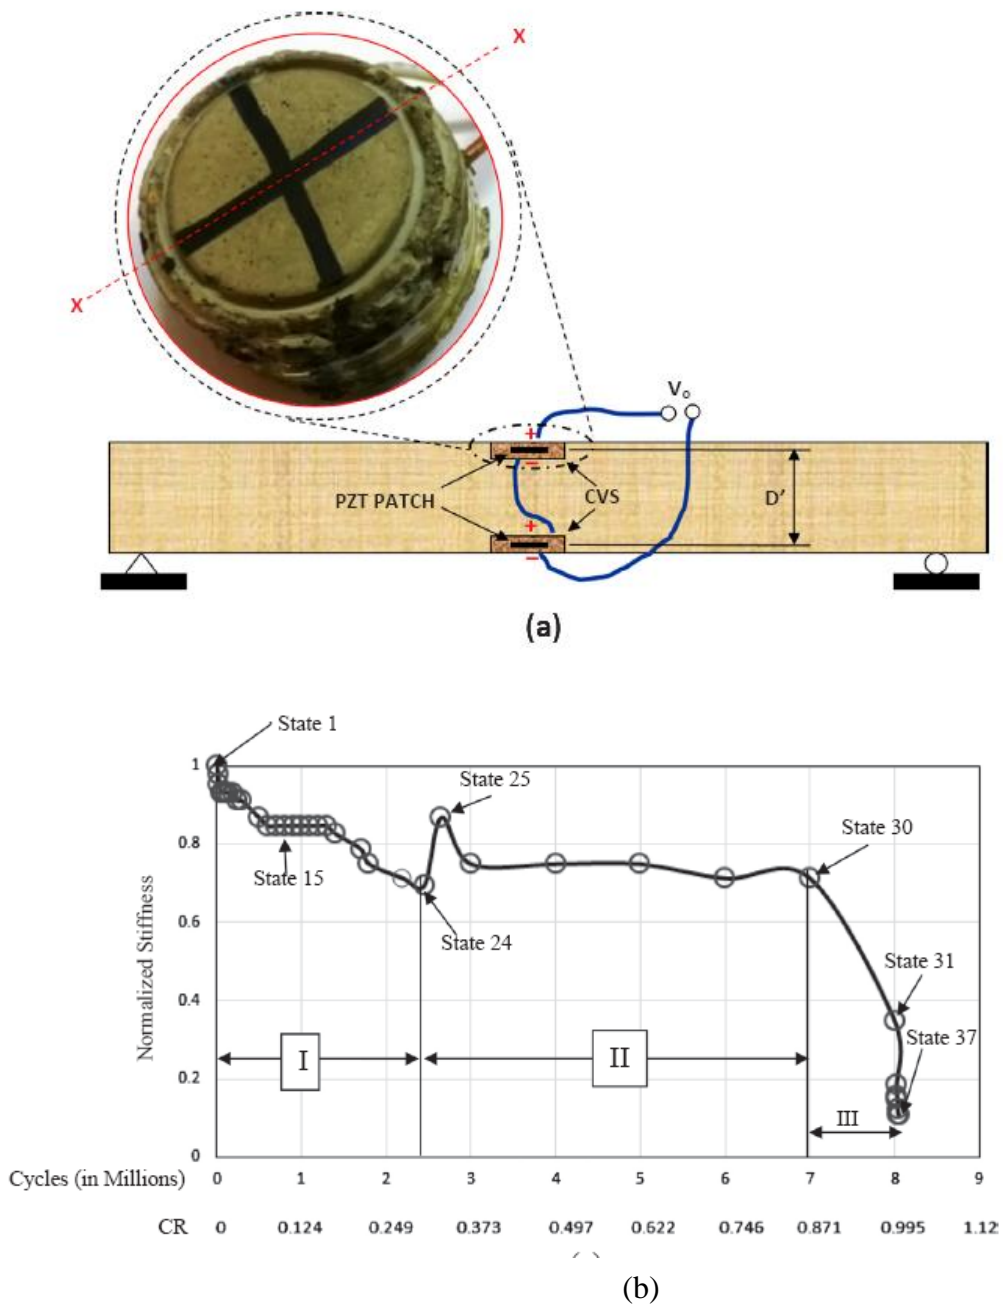 X
X
V₀
+
−
PZT PATCH
CVS
D'
+
−
(a)
State 1
1
State 25
0.8
State 30
State 15
0.6
State 24
Normalized Stiffness
State 31
0.4
State 37
I
II
0.2
III
0
Cycles (in Millions) 0 1 2 3 4 5 6 7 8 9
CR 0 0.124 0.249 0.373 0.497 0.622 0.746 0.871 0.995 1.12
(b)